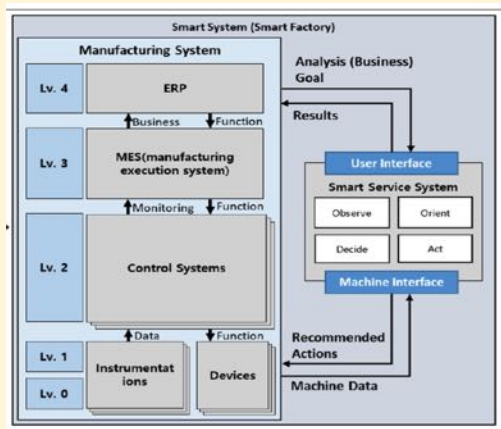 Smart System (Smart Factory)
Manufacturing System
Lv. 4
ERP
Business
Function
Lv. 3
MES(manufacturing
execution system)
Monitoring
Function
Lv. 2
Control Systems
Data
Function
Lv. 1
Lv. 0
Instrumentat
ions
Devices
Analysis (Business)
Goal
Results
User Interface
Smart Service System
Observe
Orient
Decide
Act
Machine Interface
Recommended
Actions
Machine Data